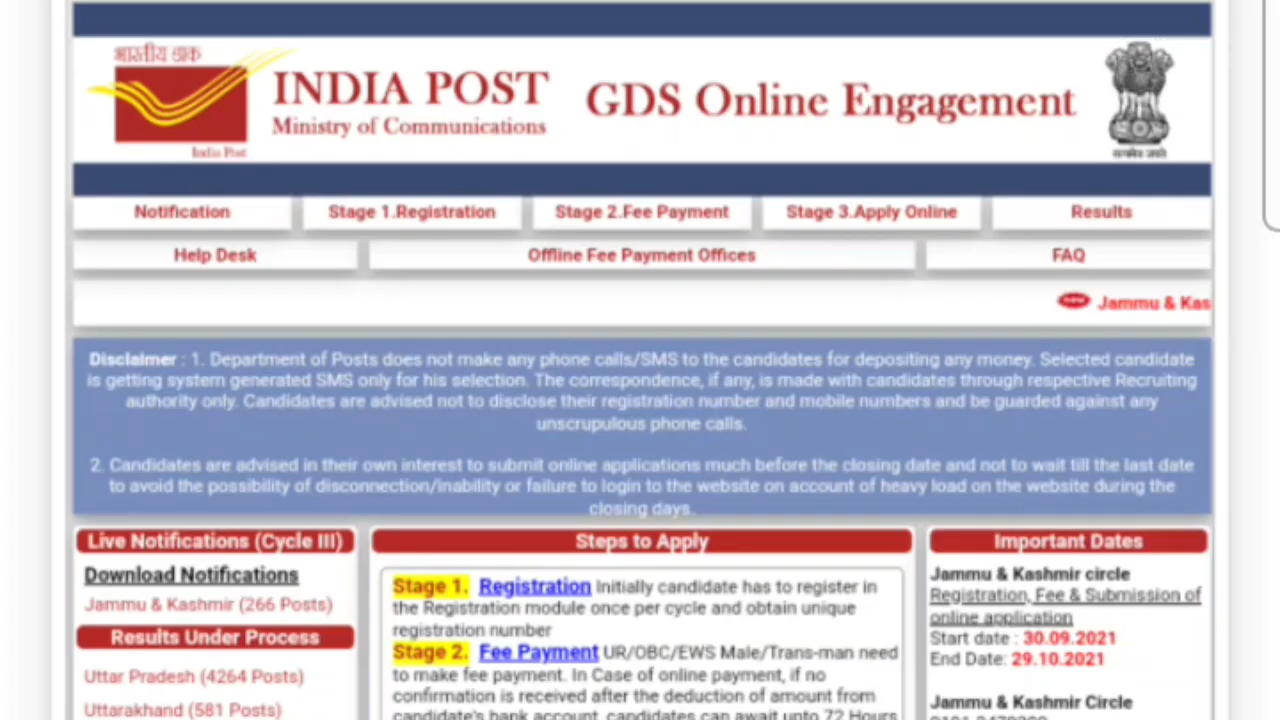 भारतीय डाक
INDIA POST
Ministry of Communications
India Post
GDS Online Engagement
सत्यमेव जयते
Notification
Stage 1.Registration
Stage 2.Fee Payment
Stage 3.Apply Online
Results
Help Desk
Offline Fee Payment Offices
FAQ
Jammu & Kas
Disclaimer : 1. Department of Posts does not make any phone calls/SMS to the candidates for depositing any money. Selected candidate
is getting system generated SMS only for his selection. The correspondence, if any, is made with candidates through respective Recruiting
authority only. Candidates are advised not to disclose their registration number and mobile numbers and be guarded against any
unscrupulous phone calls.
2. Candidates are advised in their own interest to submit online applications much before the closing date and not to wait till the last date
to avoid the possibility of disconnection/inability or failure to login to the website on account of heavy load on the website during the
closing days.
Live Notifications (Cycle III)
Download Notifications
Jammu & Kashmir (266 Posts)
Results Under Process
Uttar Pradesh (4264 Posts)
Uttarakhand (581 Posts)
Steps to Apply
Stage 1. Registration Initially candidate has to register in
the Registration module once per cycle and obtain unique
registration number
Stage 2. Fee Payment UR/OBC/EWS Male/Trans-man need
to make fee payment. In Case of online payment, if no
confirmation is received after the deduction of amount from
candidate's bank account, candidates can await upto 72 Hours
Important Dates
Jammu & Kashmir circle
Registration, Fee & Submission of
online application
Start date : 30.09.2021
End Date: 29.10.2021
Jammu & Kashmir Circle